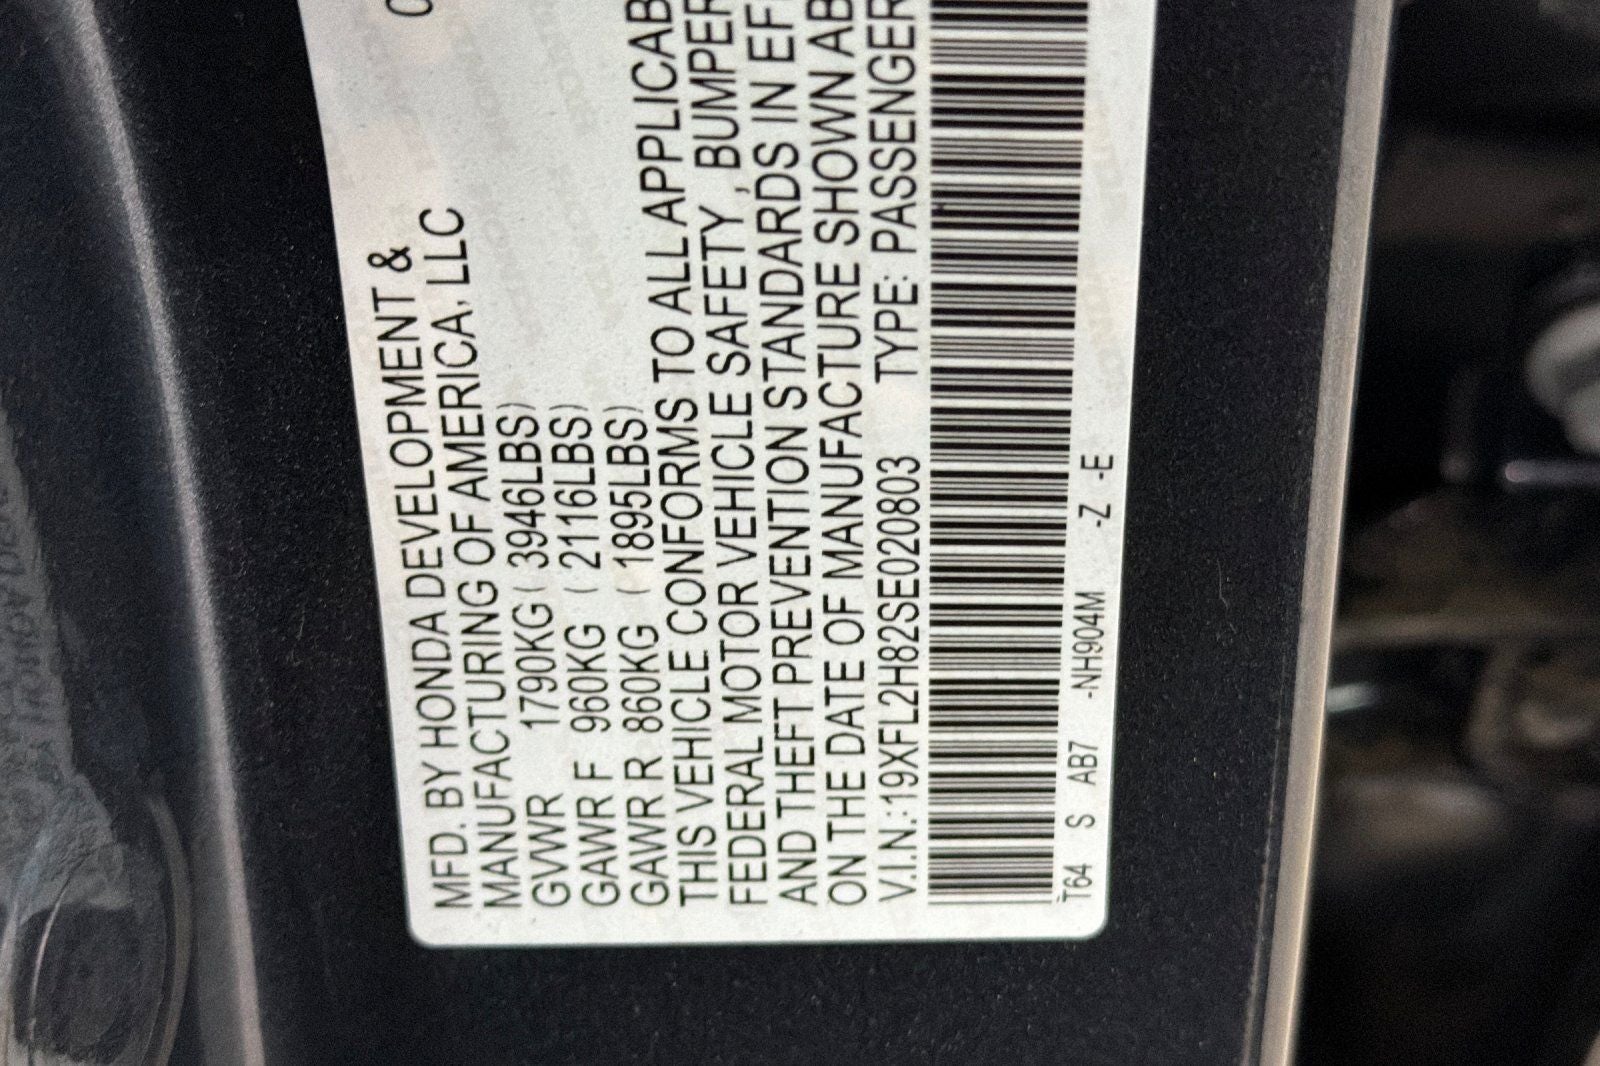 MFD. BY HONDA DEVELOPMENT &
MANUFACTURING OF AMERICA, LLC
GVWR 1790KG ( 3946LBS)
GAWR F 960KG ( 2116LBS)
GAWR R 860KG ( 1895LBS)
THIS VEHICLE CONFORMS TO ALL APPLICAB
FEDERAL MOTOR VEHICLE SAFETY , BUMPER
AND THEFT PREVENTION STANDARDS IN EF
ON THE DATE OF MANUFACTURE SHOWN AB
V.I.N.:19XFL2H82SE020803 TYPE: PASSENGER
T64 S AB7 -NH904M -Z -E